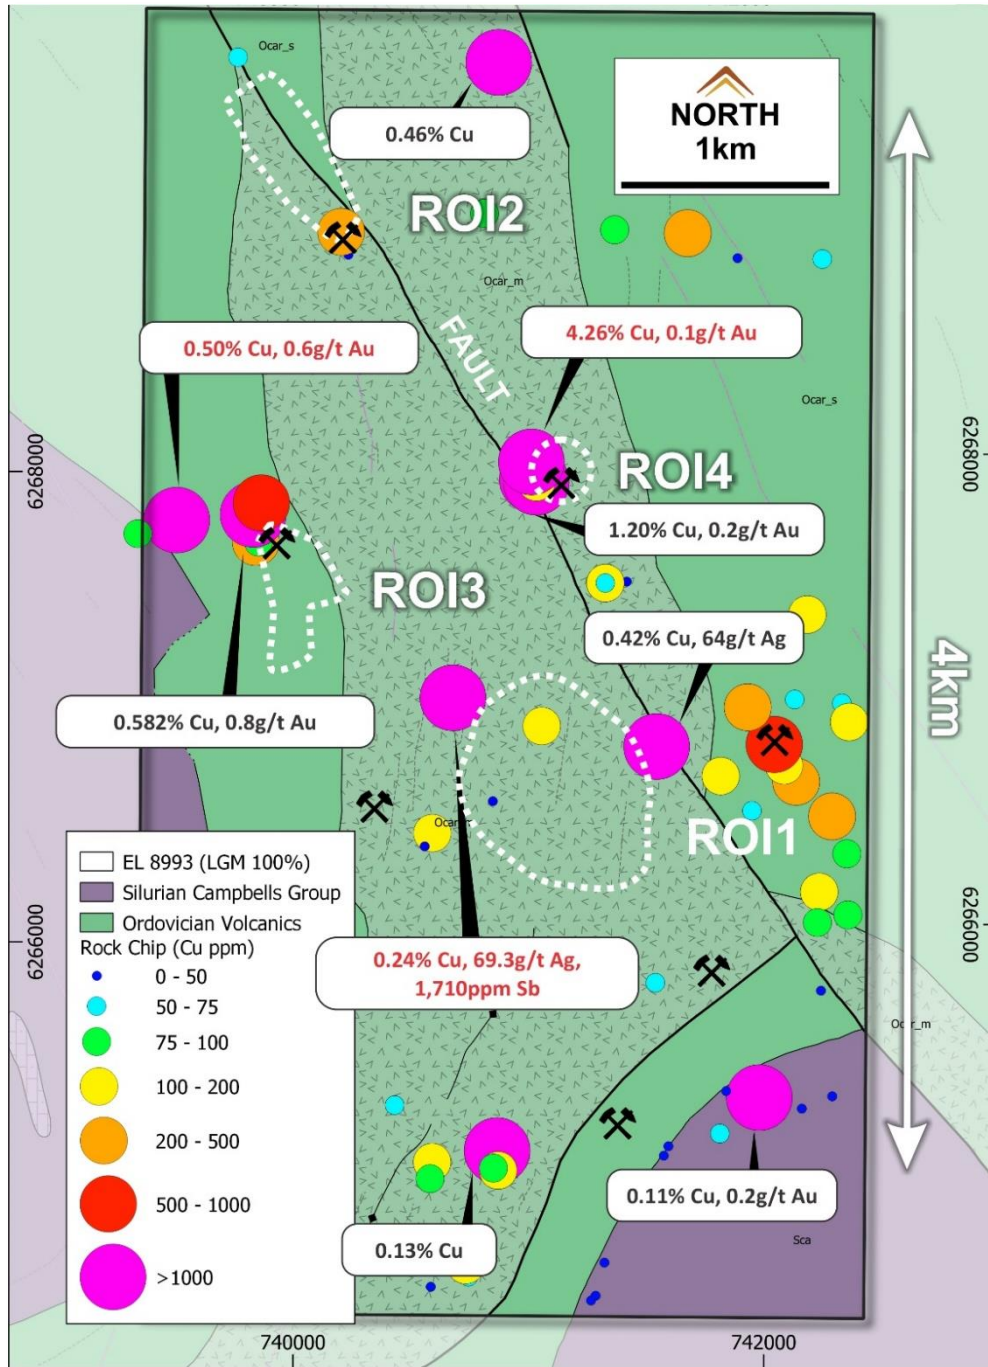 Ocar_s
NORTH
1km
0.46% Cu
ROI2
Ocar_m
0.50% Cu, 0.6g/t Au
4.26% Cu, 0.1g/t Au
FAULT
Ocar_s
6268000
6268000
ROI4
1.20% Cu, 0.2g/t Au
ROI3
0.42% Cu, 64g/t Ag
4km
0.582% Cu, 0.8g/t Au
ROI1
EL 8993 (LGM 100%)
Silurian Campbells Group
Ordovician Volcanics
Rock Chip (Cu ppm)
0 - 50
50 - 75
75 - 100
100 - 200
200 - 500
500 - 1000
>1000
6266000
6266000
0.24% Cu, 69.3g/t Ag,
1,710ppm Sb
Ocar_m
0.11% Cu, 0.2g/t Au
0.13% Cu
Sca
740000
742000